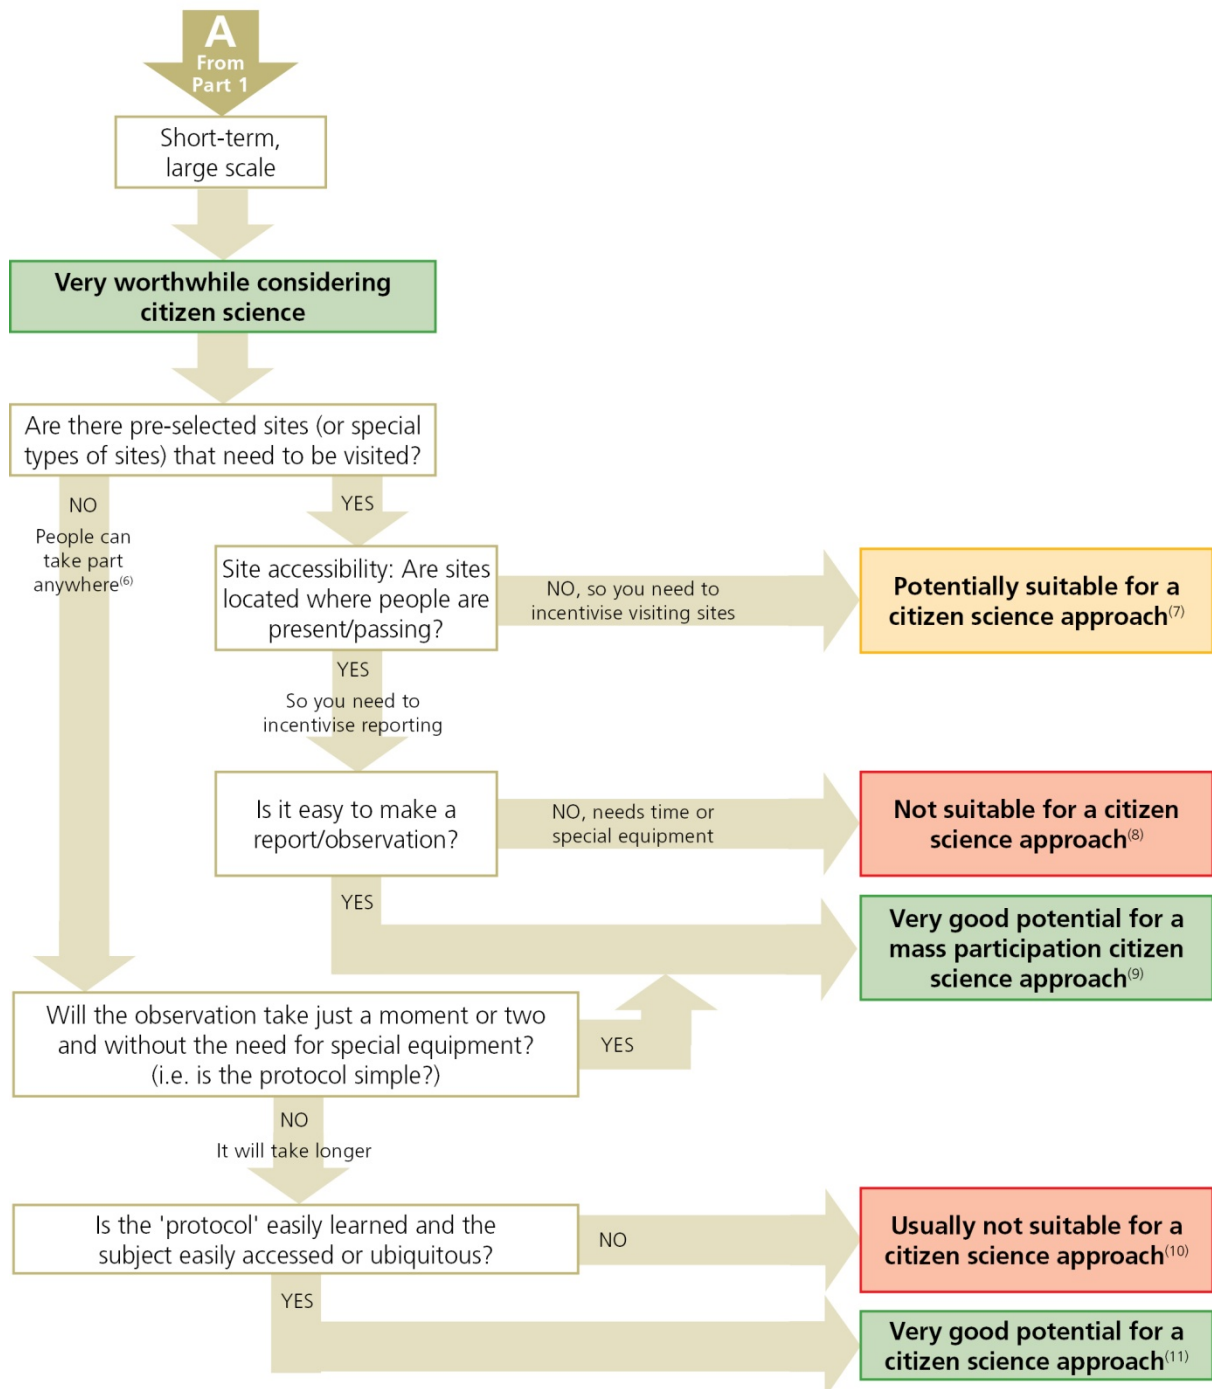 A
From
Part 1
Short-term,
large scale
Very worthwhile considering
citizen science
Are there pre-selected sites (or special
types of sites) that need to be visited?
NO
People can
take part
anywhere(6)
YES
Site accessibility: Are sites
located where people are
present/passing?
NO, so you need to
incentivise visiting sites
Potentially suitable for a
citizen science approach(7)
YES
So you need to
incentivise reporting
Is it easy to make a
report/observation?
NO, needs time or
special equipment
Not suitable for a citizen
science approach(8)
YES
Very good potential for a
mass participation citizen
science approach(9)
Will the observation take just a moment or two
and without the need for special equipment?
(i.e. is the protocol simple?)
YES
NO
It will take longer
Is the 'protocol' easily learned and the
subject easily accessed or ubiquitous?
NO
Usually not suitable for a
citizen science approach(10)
YES
Very good potential for a
citizen science approach(11)